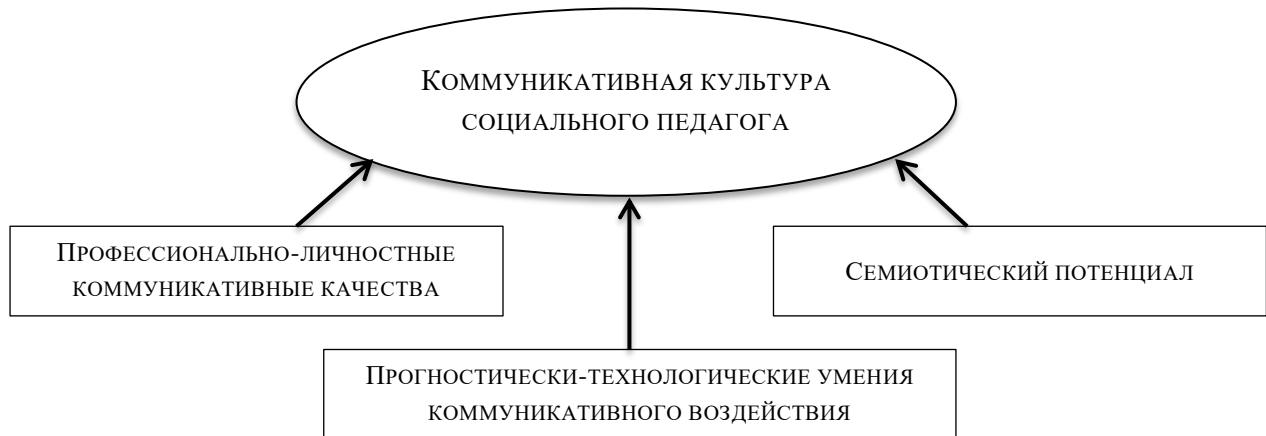 КОММУНИКАТИВНАЯ КУЛЬТУРА
СОЦИАЛЬНОГО ПЕДАГОГА
ПРОФЕССИОНАЛЬНО-ЛИЧНОСТНЫЕ
КОММУНИКАТИВНЫЕ КАЧЕСТВА
СЕМИОТИЧЕСКИЙ ПОТЕНЦИАЛ
ПРОГНОСТИЧЕСКИ-ТЕХНОЛОГИЧЕСКИЕ УМЕНИЯ
КОММУНИКАТИВНОГО ВОЗДЕЙСТВИЯ